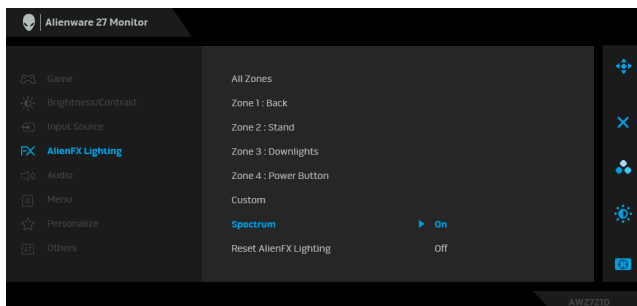 Alienware 27 Monitor
Game
Brightness/Contrast
Input Source
AlienFX Lighting
Audio
Menu
Personalize
Others
All Zones
Zone 1 : Back
Zone 2 : Stand
Zone 3 : Downlights
Zone 4 : Power Button
Custom
Spectrum On
Reset AlienFX Lighting Off
AW2721D